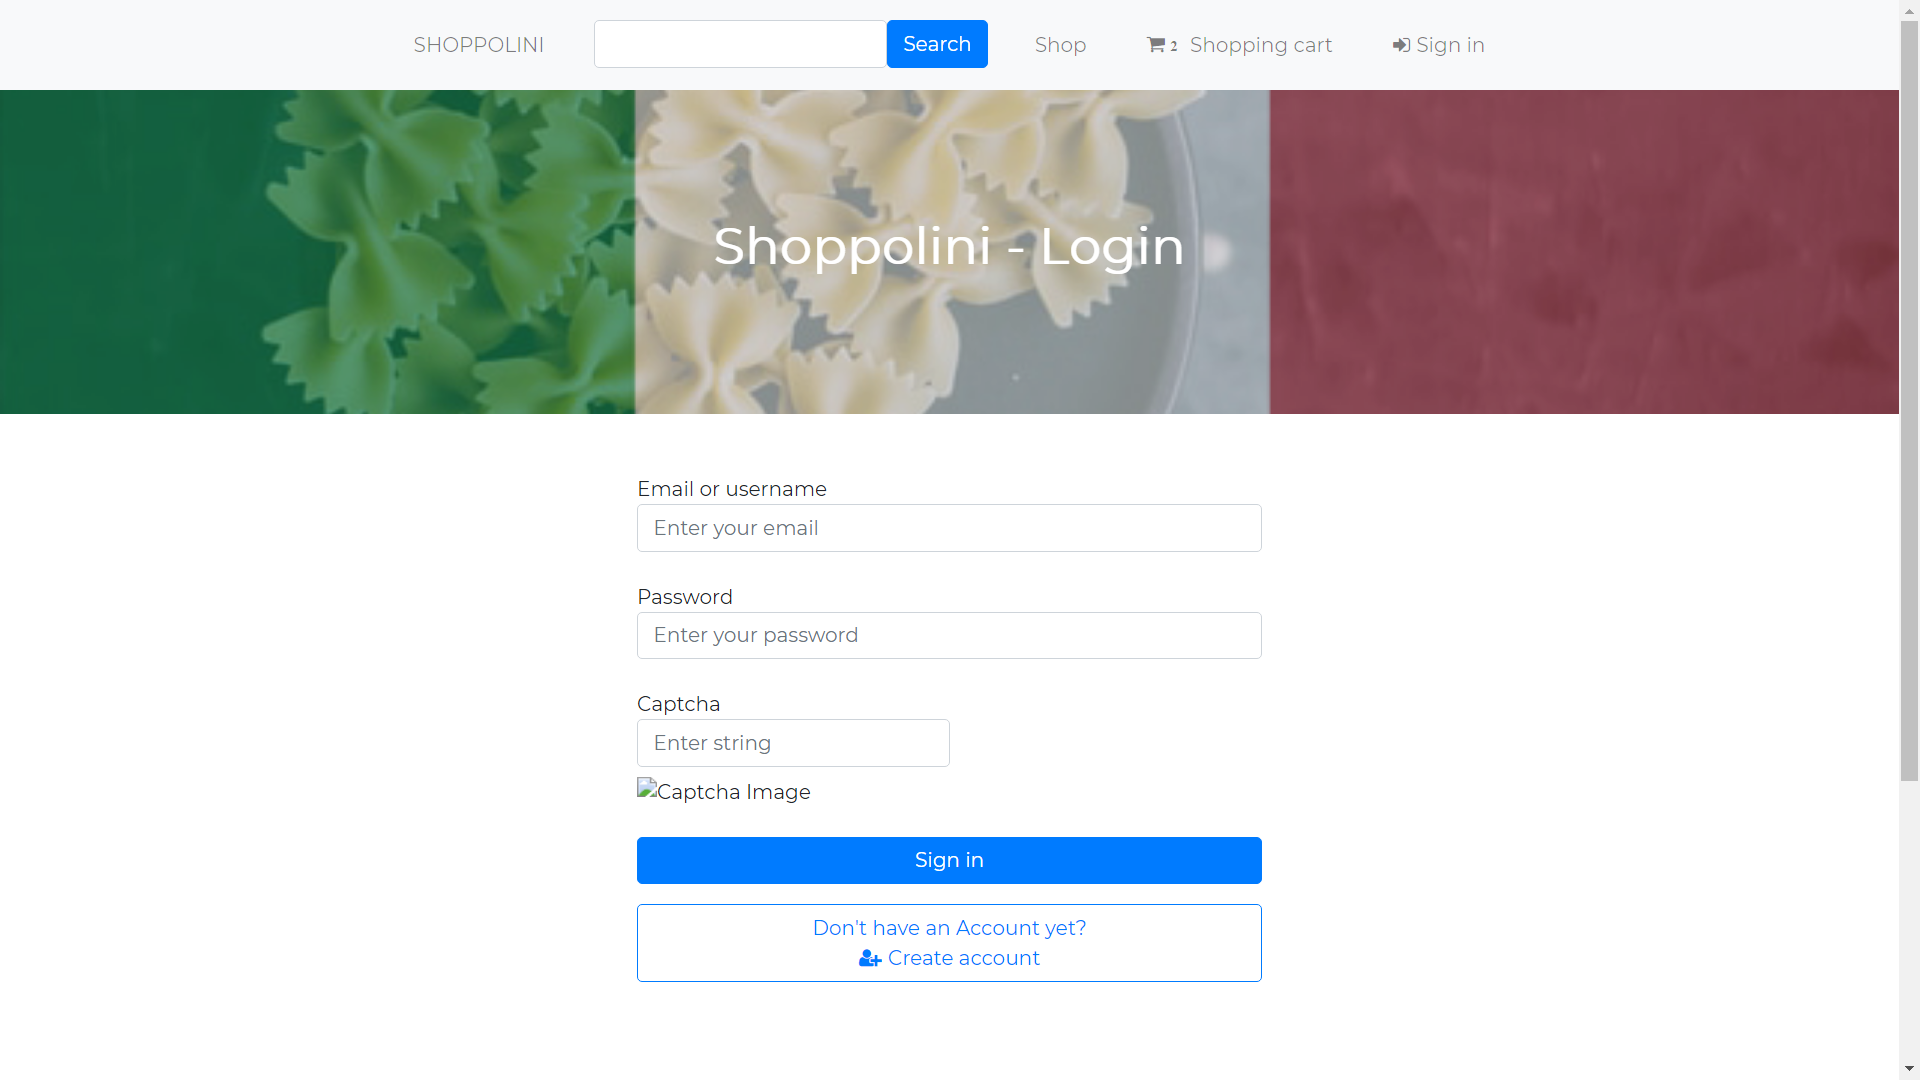 SHOPPOLINI
Search
Shop
2 Shopping cart
Sign in
Shoppolini - Login
Email or username
Enter your email
Password
Enter your password
Captcha
Enter string
Captcha Image
Sign in
Don't have an Account yet?
Create account